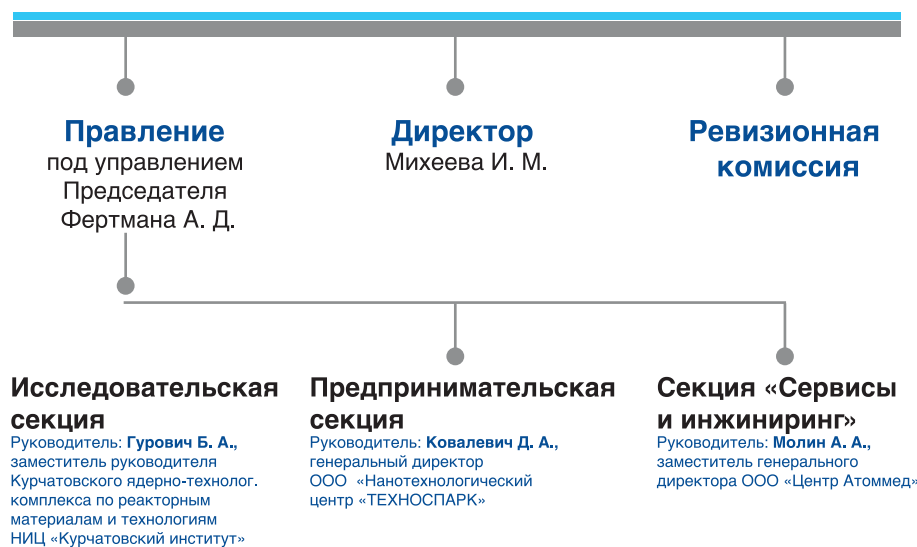 Правление
под управлением
Председателя
Фертмана А. Д.
Директор
Михеева И. М.
Ревизионная
комиссия
Исследовательская
секция
Руководитель: Гурович Б. А.,
заместитель руководителя
Курчатовского ядерно-технолог.
комплекса по реакторным
материалам и технологиям
НИЦ «Курчатовский институт»
Предпринимательская
секция
Руководитель: Ковалевич Д. А.,
генеральный директор
ООО «Нанотехнологический
центр «ТЕХНОСПАРК»
Секция «Сервисы
и инжиниринг»
Руководитель: Молин А. А.,
заместитель генерального
директора ООО «Центр Атоммед»